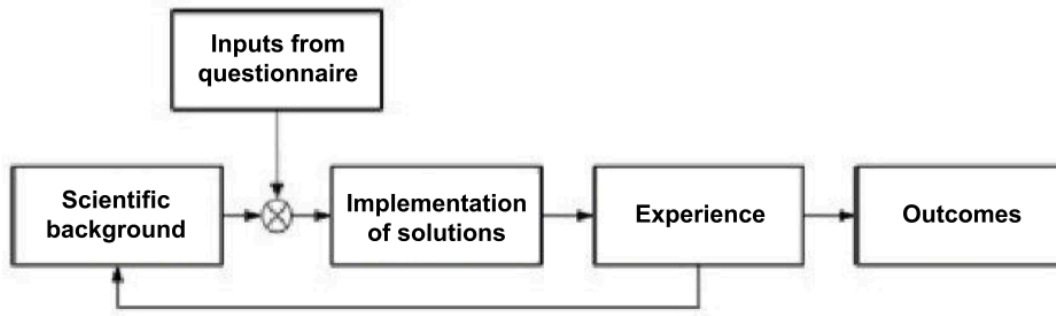 Inputs from
questionnaire
Scientific
background
Implementation
of solutions
Experience
Outcomes